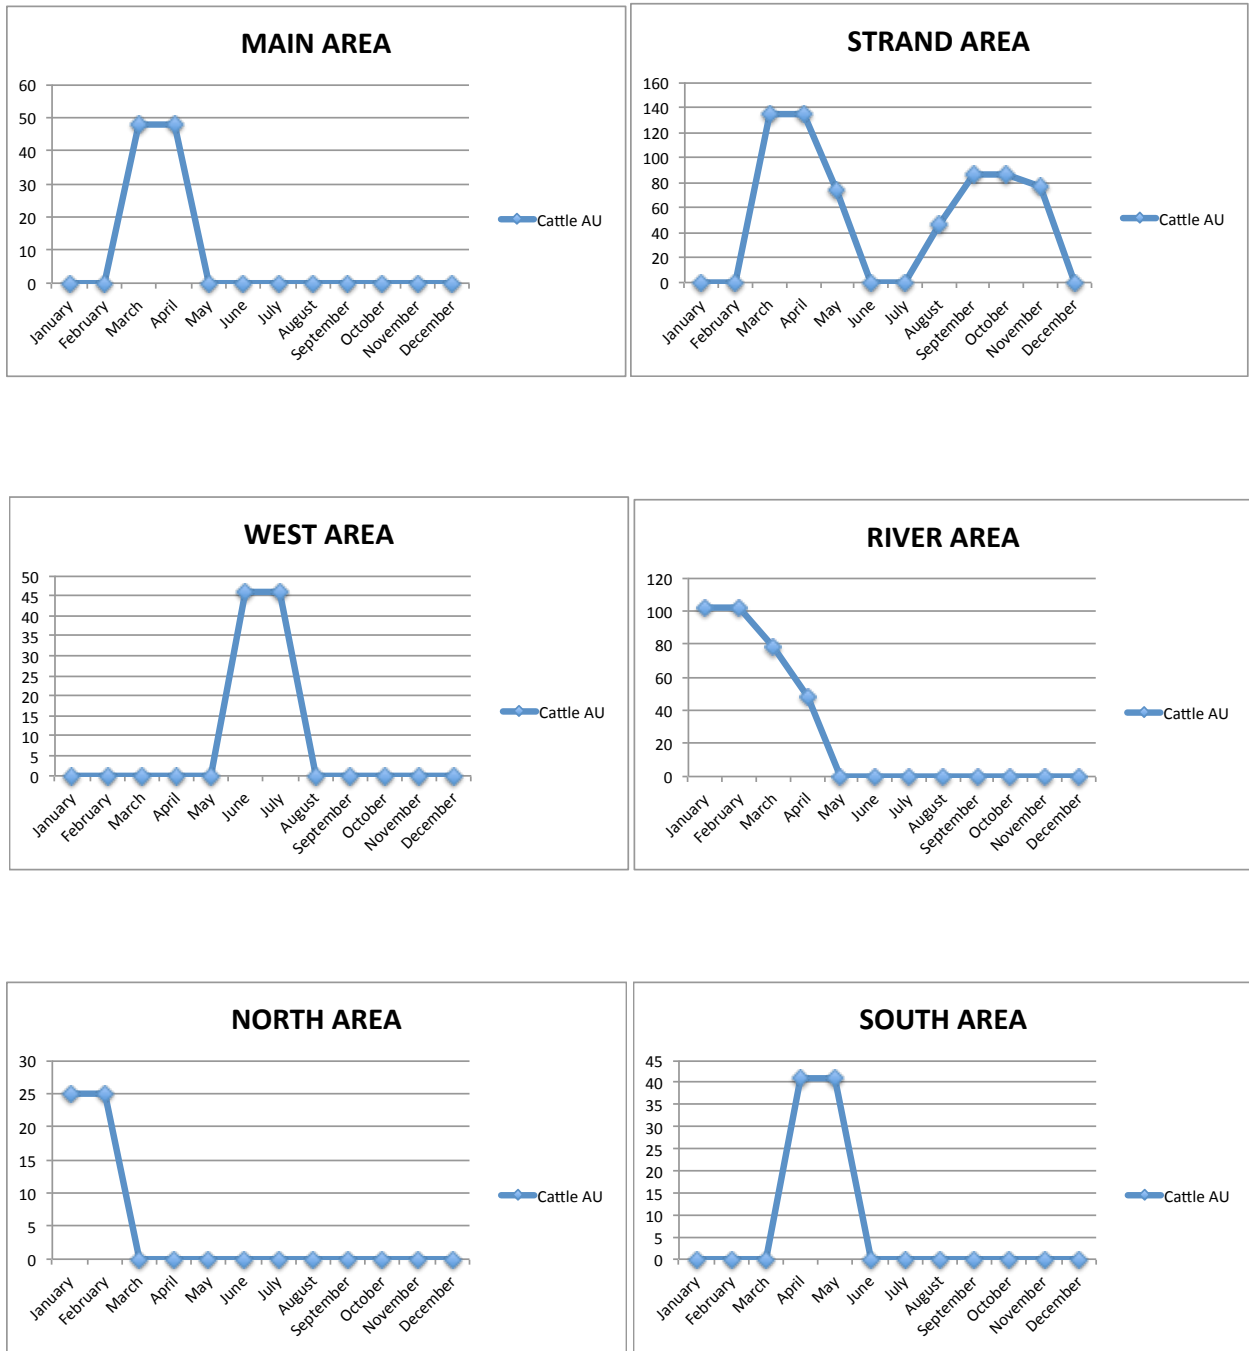 MAIN AREA
60
50
40
30
20
10
0
January
February
March
April
May
June
July
August
September
October
November
December
Cattle AU
STRAND AREA
160
140
120
100
80
60
40
20
0
January
February
March
April
May
June
July
August
September
October
November
December
Cattle AU
WEST AREA
50
45
40
35
30
25
20
15
10
5
0
January
February
March
April
May
June
July
August
September
October
November
December
Cattle AU
RIVER AREA
120
100
80
60
40
20
0
January
February
March
April
May
June
July
August
September
October
November
December
Cattle AU
NORTH AREA
30
25
20
15
10
5
0
January
February
March
April
May
June
July
August
September
October
November
December
Cattle AU
SOUTH AREA
45
40
35
30
25
20
15
10
5
0
January
February
March
April
May
June
July
August
September
October
November
December
Cattle AU